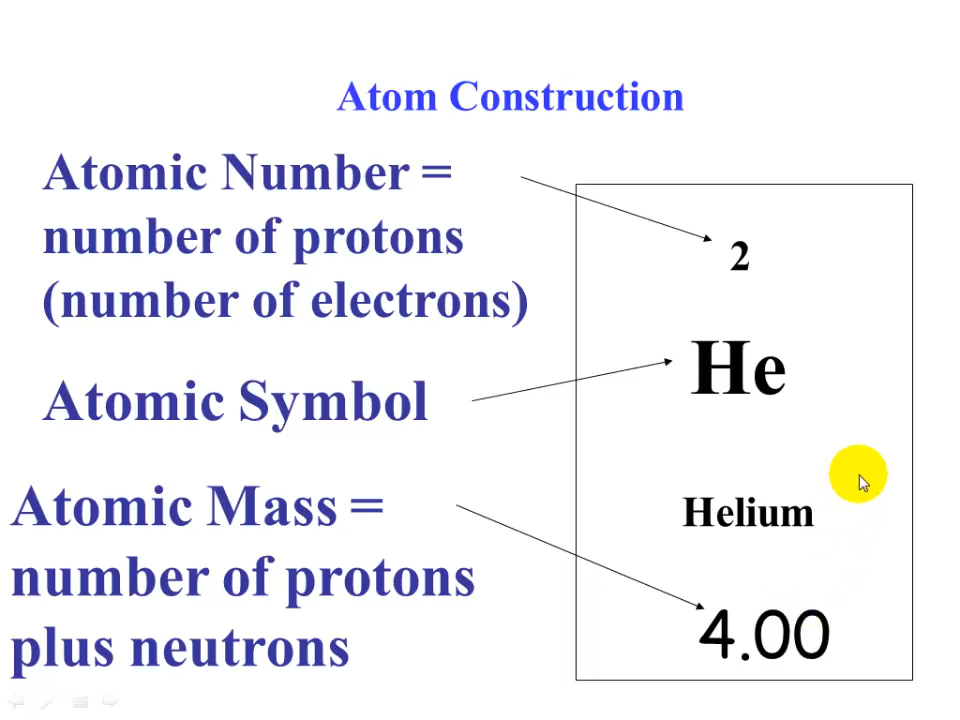 Atom Construction
Atomic Number =
number of protons
(number of electrons)
Atomic Symbol
Atomic Mass =
number of protons
plus neutrons
2
He
Helium
4.00